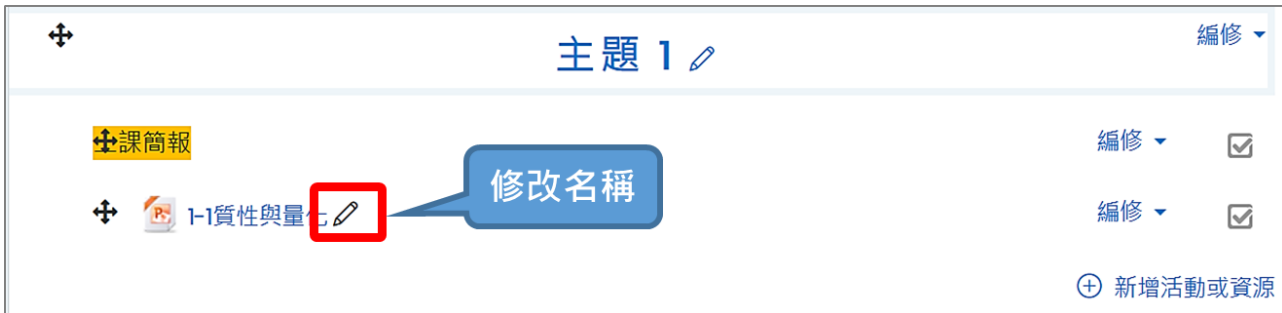 主題 1
編修
課簡報
編修
修改名稱
1-1質性與量化
編修
新增活動或資源